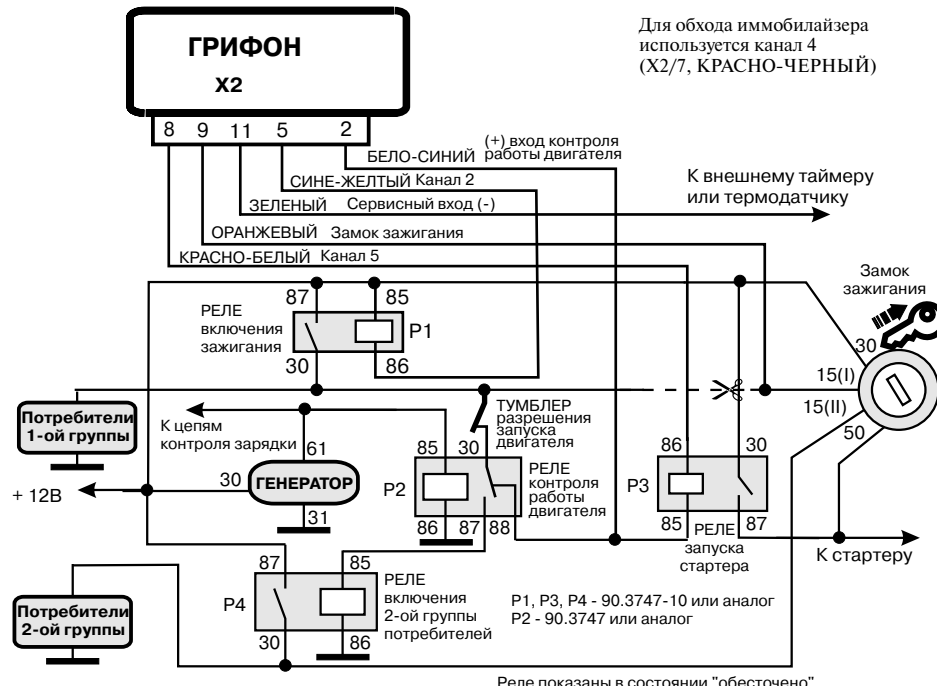 Для обхода иммобилайзера
используется канал 4
(X2/7, КРАСНО-ЧЕРНЫЙ)
ГРИФОН
X2
8 9 11 5 2
БЕЛО-СИНИЙ
(+) вход контроля
работы двигателя
СИНЕ-ЖЕЛТЫЙ Канал 2
К внешнему таймеру
или термодатчику
ЗЕЛЕНЫЙ Сервисный вход (-)
ОРАНЖЕВЫЙ Замок зажигания
КРАСНО-БЕЛЫЙ Канал 5
Замок
зажигания
87 85
РЕЛЕ
включения
зажигания
P1
30 86
30
15(I)
15(II)
50
Потребители
1-ой группы
К цепям
контроля зарядки
ТУМБЛЕР
разрешения
запуска
двигателя
61
30
ГЕНЕРАТОР
31
+ 12В
85 30
P2
РЕЛЕ
контроля
работы
двигателя
86 87 88
86 30
P3
85 87
РЕЛЕ
запуска
стартера
К стартеру
87 85
P4
РЕЛЕ
включения
2-ой группы
потребителей
30 86
Потребители
2-ой группы
P1, P3, P4 - 90.3747-10 или аналог
P2 - 90.3747 или аналог
Реле показаны в состоянии "обесточено"